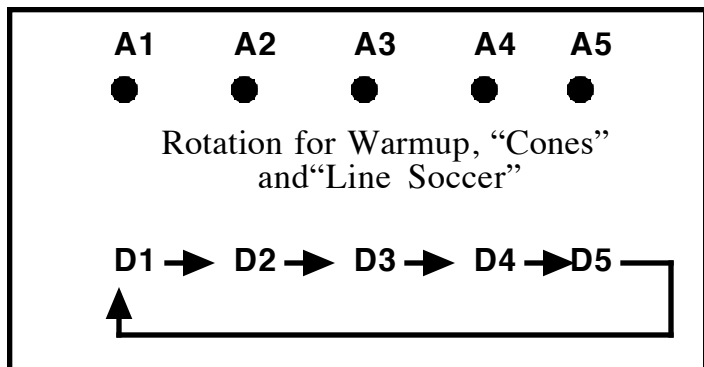 A1 A2 A3 A4 A5
Rotation for Warmup, “Cones”
and“Line Soccer”
D1 D2 D3 D4 D5